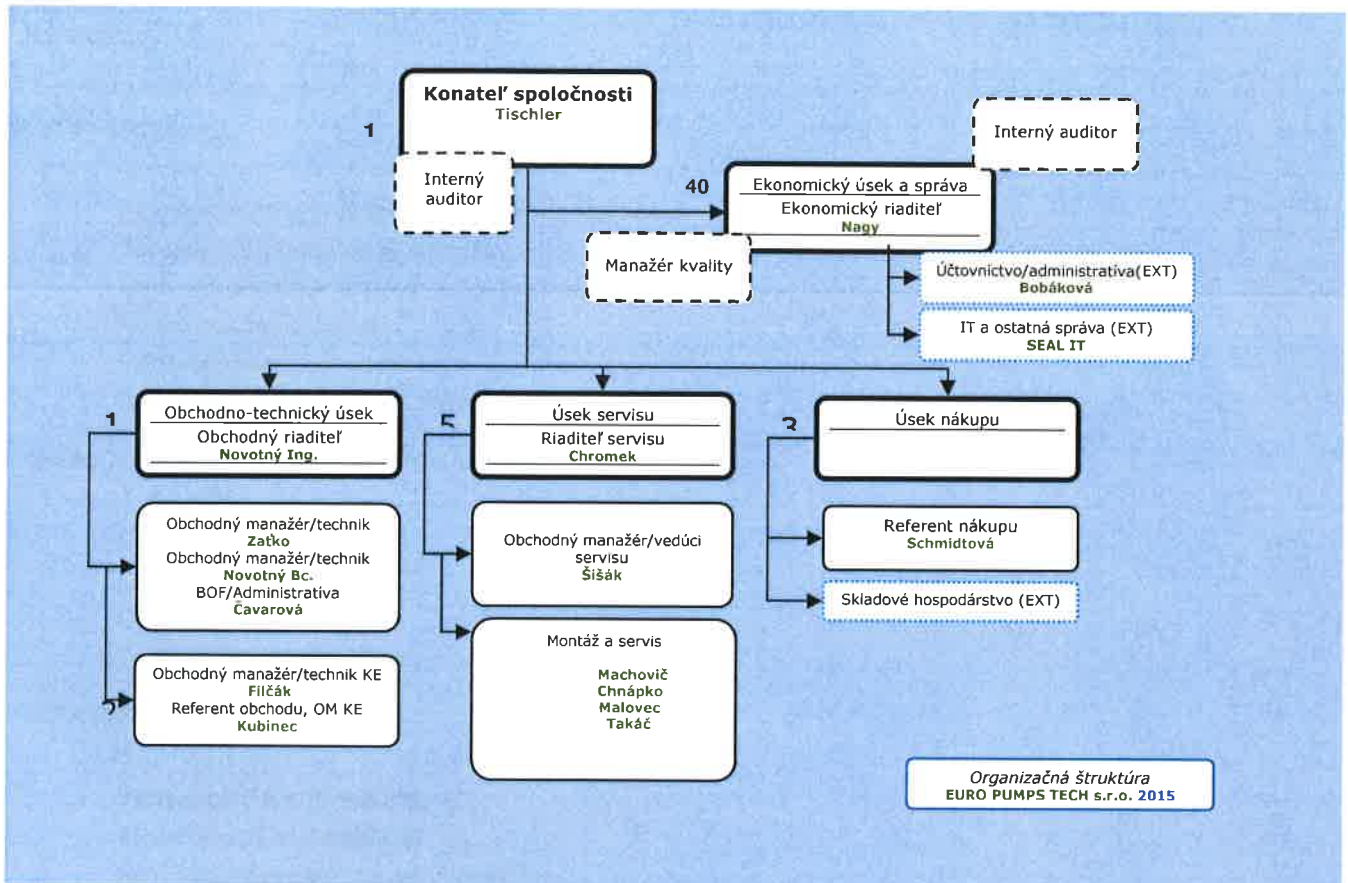 Konateľ spoločnosti
Tischler
1
Interný
auditor
Interný auditor
40
Ekonomický úsek a správa
Ekonomický riaditeľ
Nagy
Manažér kvality
Účtovníctvo/administratíva(EXT)
Bobáková
IT a ostatná správa (EXT)
SEAL IT
1
Obchodno-technický úsek
Obchodný riaditeľ
Novotný Ing.
Obchodný manažér/technik
Zaťko
Obchodný manažér/technik
Novotný Bc.
BOF/Administratíva
Čavarová
Obchodný manažér/technik KE
Filčák
Referent obchodu, OM KE
Kubinec
5
Úsek servisu
Riaditeľ servisu
Chromek
Obchodný manažér/vedúci
servisu
Šišák
Montáž a servis
Machovič
Chnápko
Malovec
Takáč
Úsek nákupu
Referent nákupu
Schmidtová
Skladové hospodárstvo (EXT)
Organizačná štruktúra
EURO PUMPS TECH s.r.o. 2015